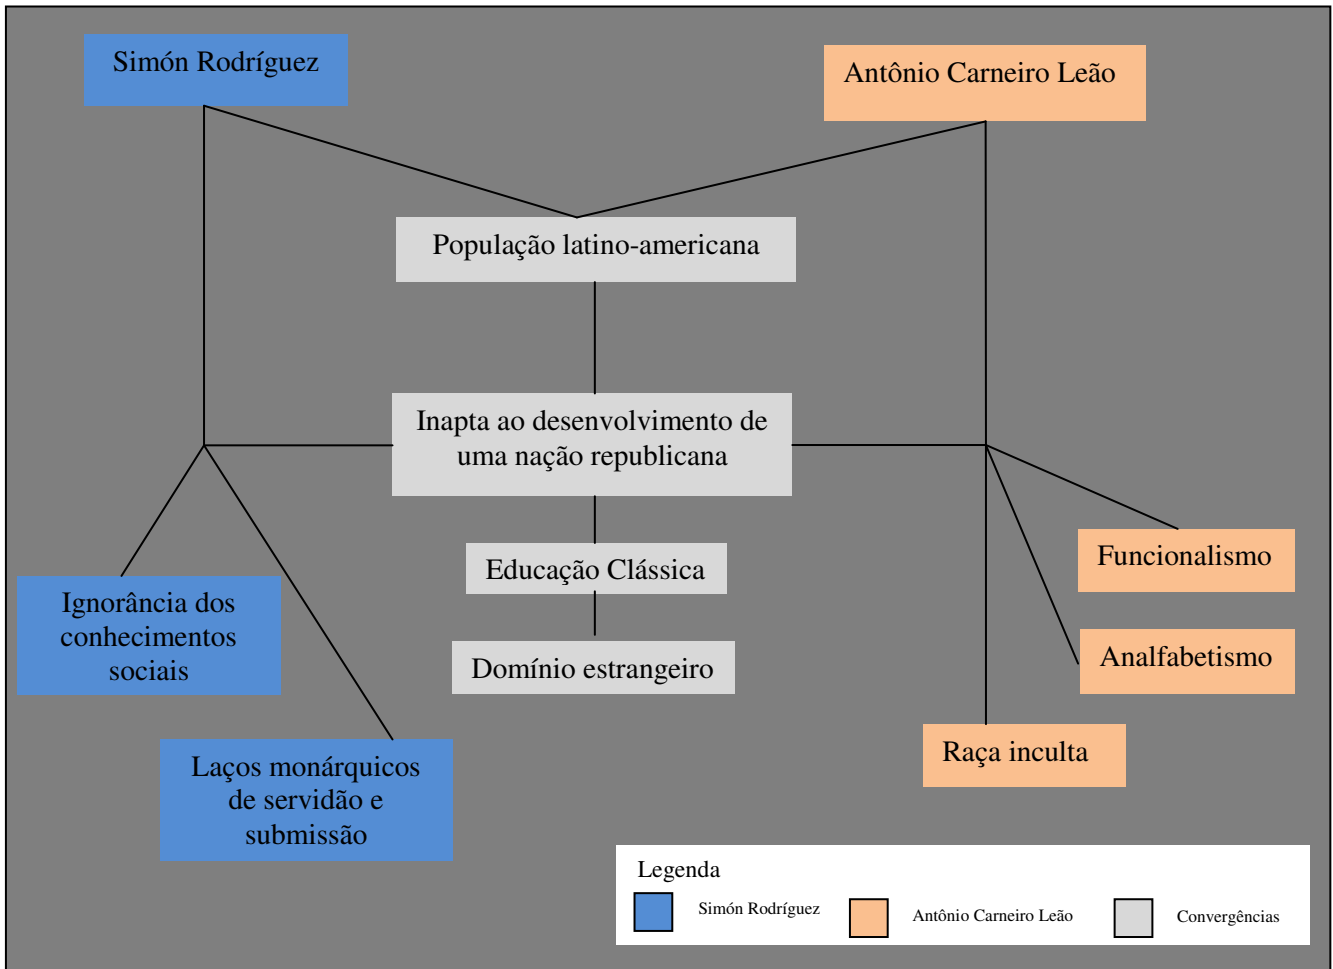 Simón Rodríguez
Antônio Carneiro Leão
População latino-americana
Inapta ao desenvolvimento de
uma nação republicana
Educação Clássica
Funcionalismo
Ignorância dos
conhecimentos
sociais
Domínio estrangeiro
Analfabetismo
Raça inculta
Laços monárquicos
de servidão e
submissão
Legenda
Simón Rodríguez
Antônio Carneiro Leão
Convergências